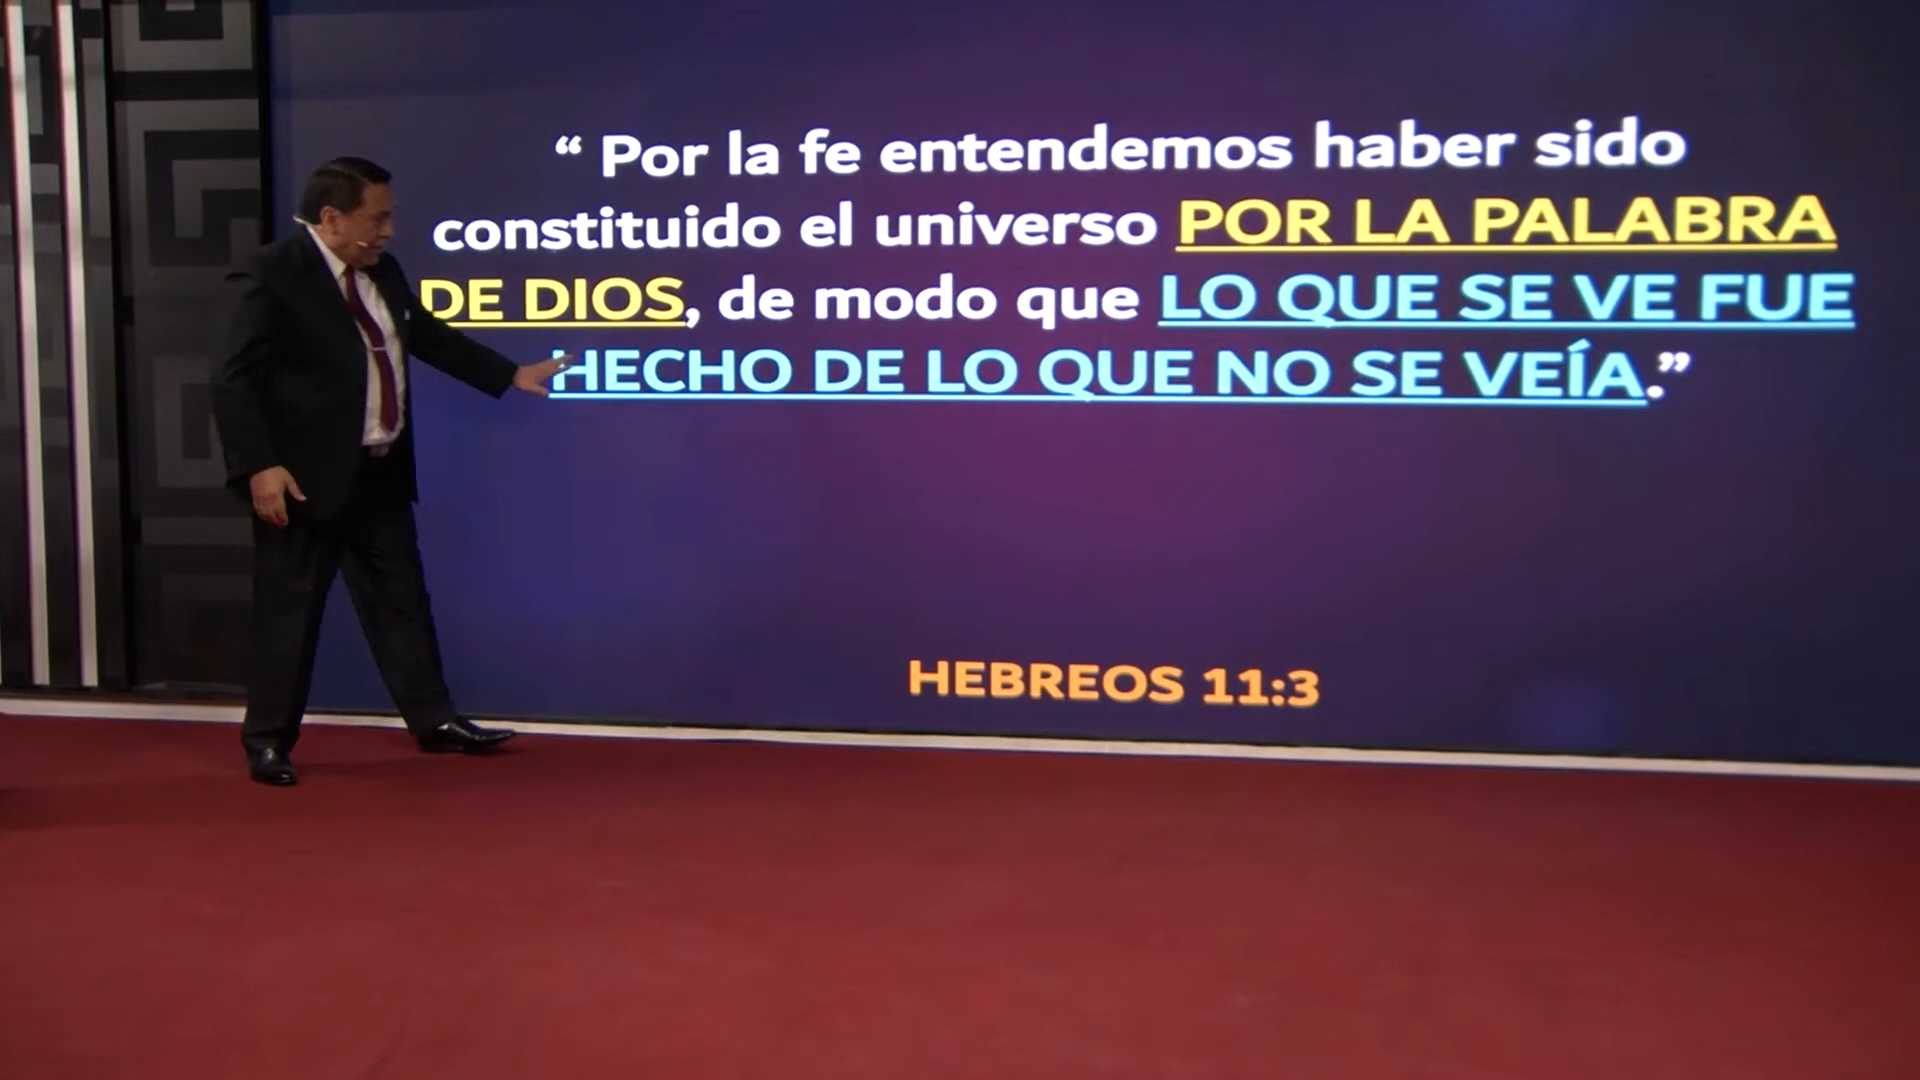 “ Por la fe entendemos haber sido
constituido el universo POR LA PALABRA
DE DIOS, de modo que LO QUE SE VE FUE
HECHO DE LO QUE NO SE VEÍA.”
HEBREOS 11:3